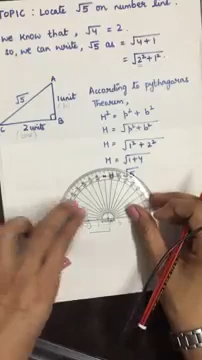 TOPIC : Locate √5 on number line.
We know that, √4 = 2.
so, we can write, √5 as = √4+1
= √2²+1².
A
√5
1 unit
C
B
2 units
According to pythagoras
Theorem,
H² = p² + b²
H = √p²+b²
H = √1²+2²
H = √1+4
H = √5